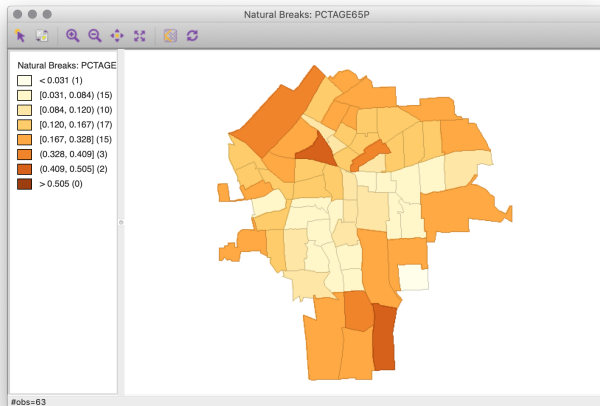 Natural Breaks: PCTAGE65P
Natural Breaks: PCTAGE
< 0.031 (1)
[0.031, 0.084) (15)
[0.084, 0.120) (10)
[0.120, 0.167) (17)
[0.167, 0.328] (15)
(0.328, 0.409] (3)
(0.409, 0.505] (2)
> 0.505 (0)
#obs=63